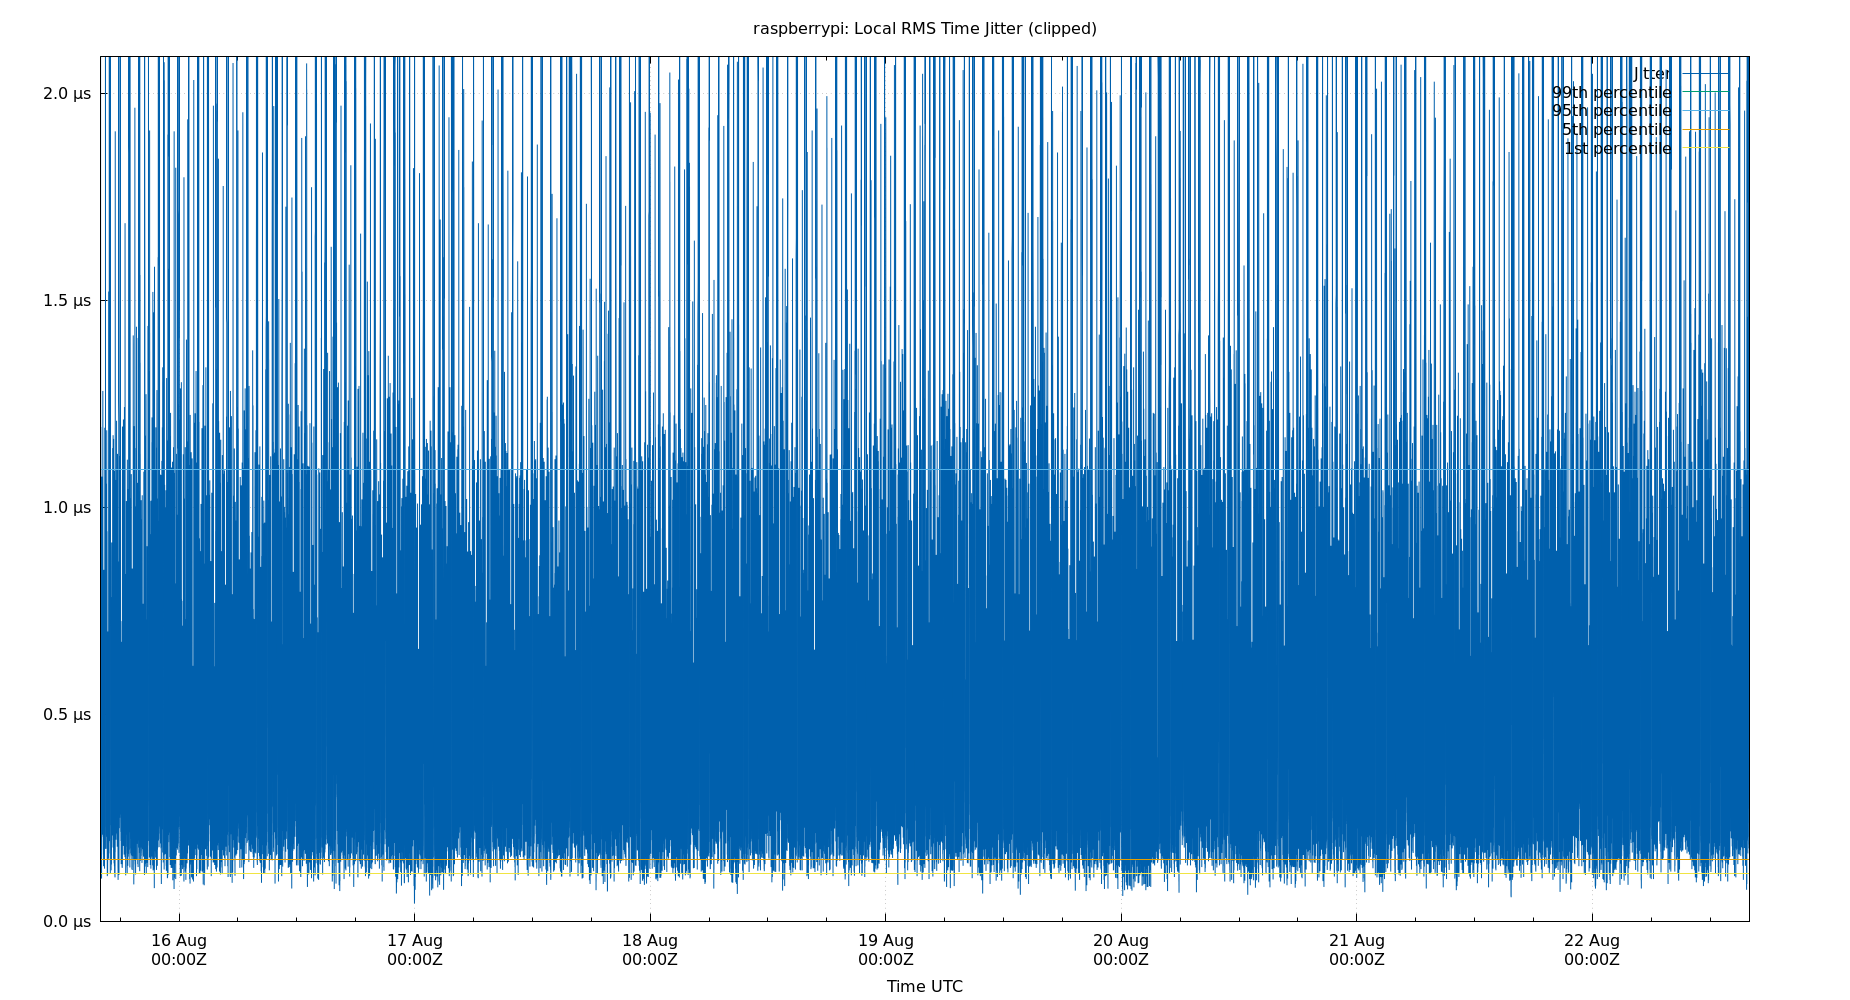 raspberrypi: Local RMS Time Jitter (clipped)
Jitter
99th percentile
95th percentile
5th percentile
1st percentile
2.0 µs
1.5 µs
1.0 µs
0.5 µs
0.0 µs
16 Aug 17 Aug 18 Aug 19 Aug 20 Aug 21 Aug 22 Aug
00:00Z 00:00Z 00:00Z 00:00Z 00:00Z 00:00Z 00:00Z
Time UTC